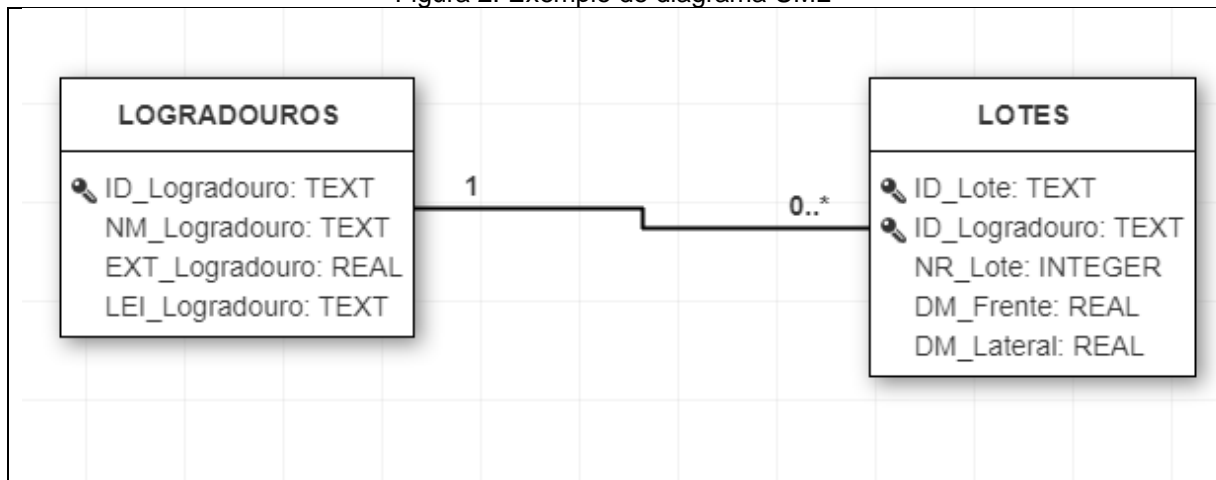 Figura 2: Exemplo de diagrama UML
LOGRADOUROS
ID_Logradouro: TEXT
NM_Logradouro: TEXT
EXT_Logradouro: REAL
LEI_Logradouro: TEXT
1
0..*
LOTES
ID_Lote: TEXT
ID_Logradouro: TEXT
NR_Lote: INTEGER
DM_Frente: REAL
DM_Lateral: REAL